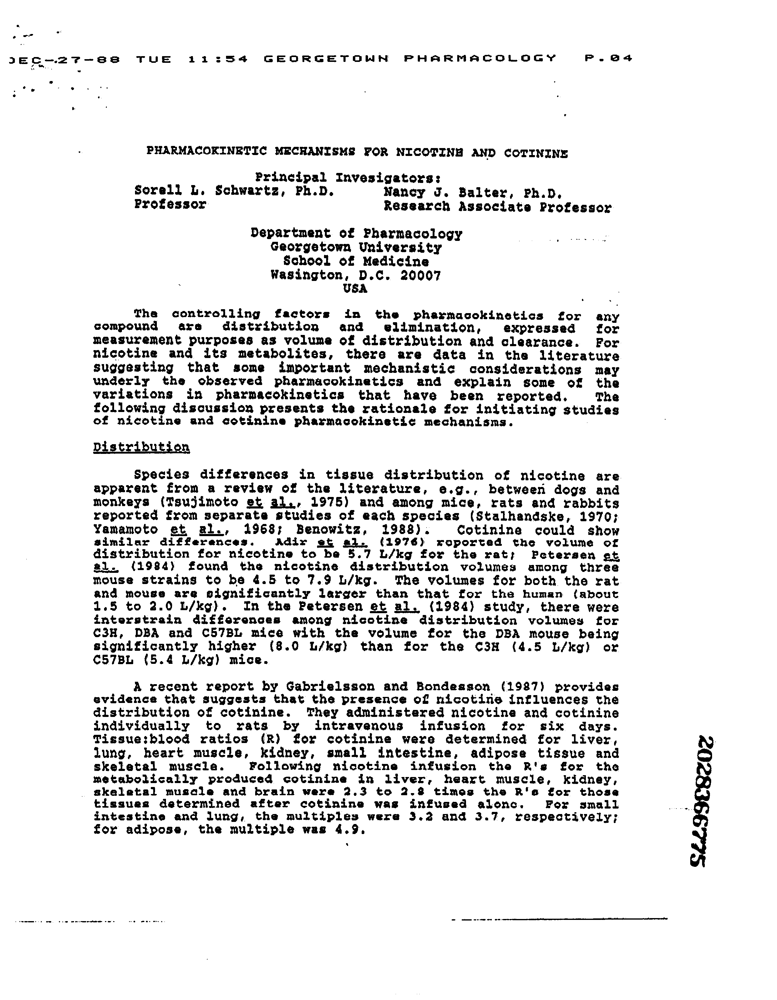 DEC-27-88 TUE 11:54 GEORGETOWN PHARMACOLOGY P.04
PHARMACOKINETIC MECHANISMS FOR NICOTINE AND COTININE
Principal Invesigators:
Sorell L. Schwartz, Ph.D. Nancy J. Balter, Ph.D.
Professor Research Associate Professor
Department of Pharmacology
Georgetown University
School of Medicine
Wasington, D.C. 20007
USA
The controlling factors in the pharmacokinetics for any
compound are distribution and elimination, expressed for
measurement purposes as volume of distribution and clearance. For
nicotine and its metabolites, there are data in the literature
suggesting that some important mechanistic considerations may
underly the observed pharmacokinetics and explain some of the
variations in pharmacokinetics that have been reported. The
following discussion presents the rationale for initiating studies
of nicotine and cotinine pharmacokinetic mechanisms.
Distribution
Species differences in tissue distribution of nicotine are
apparent from a review of the literature, e.g., between dogs and
monkeys (Tsujimoto et al., 1975) and among mice, rats and rabbits
reported from separate studies of each species (Stalhandske, 1970;
Yamamoto et al., 1968; Benowitz, 1988). Cotinine could show
similar differences. Adir et al. (1976) reported the volume of
distribution for nicotine to be 5.7 L/kg for the rat; Petersen et
al. (1984) found the nicotine distribution volumes among three
mouse strains to be 4.5 to 7.9 L/kg. The volumes for both the rat
and mouse are significantly larger than that for the human (about
1.5 to 2.0 L/kg). In the Petersen et al. (1984) study, there were
interstrain differences among nicotine distribution volumes for
C3H, DBA and C57BL mice with the volume for the DBA mouse being
significantly higher (8.0 L/kg) than for the C3H (4.5 L/kg) or
C57BL (5.4 L/kg) mice.
A recent report by Gabrielsson and Bondesson (1987) provides
evidence that suggests that the presence of nicotine influences the
distribution of cotinine. They administered nicotine and cotinine
individually to rats by intravenous infusion for six days.
Tissue:blood ratios (R) for cotinine were determined for liver,
lung, heart muscle, kidney, small intestine, adipose tissue and
skeletal muscle. Following nicotine infusion the R's for the
metabolically produced cotinine in liver, heart muscle, kidney,
skeletal muscle and brain were 2.3 to 2.8 times the R's for those
tissues determined after cotinine was infused alone. For small
intestine and lung, the multiples were 3.2 and 3.7, respectively;
for adipose, the multiple was 4.9.
2028366775